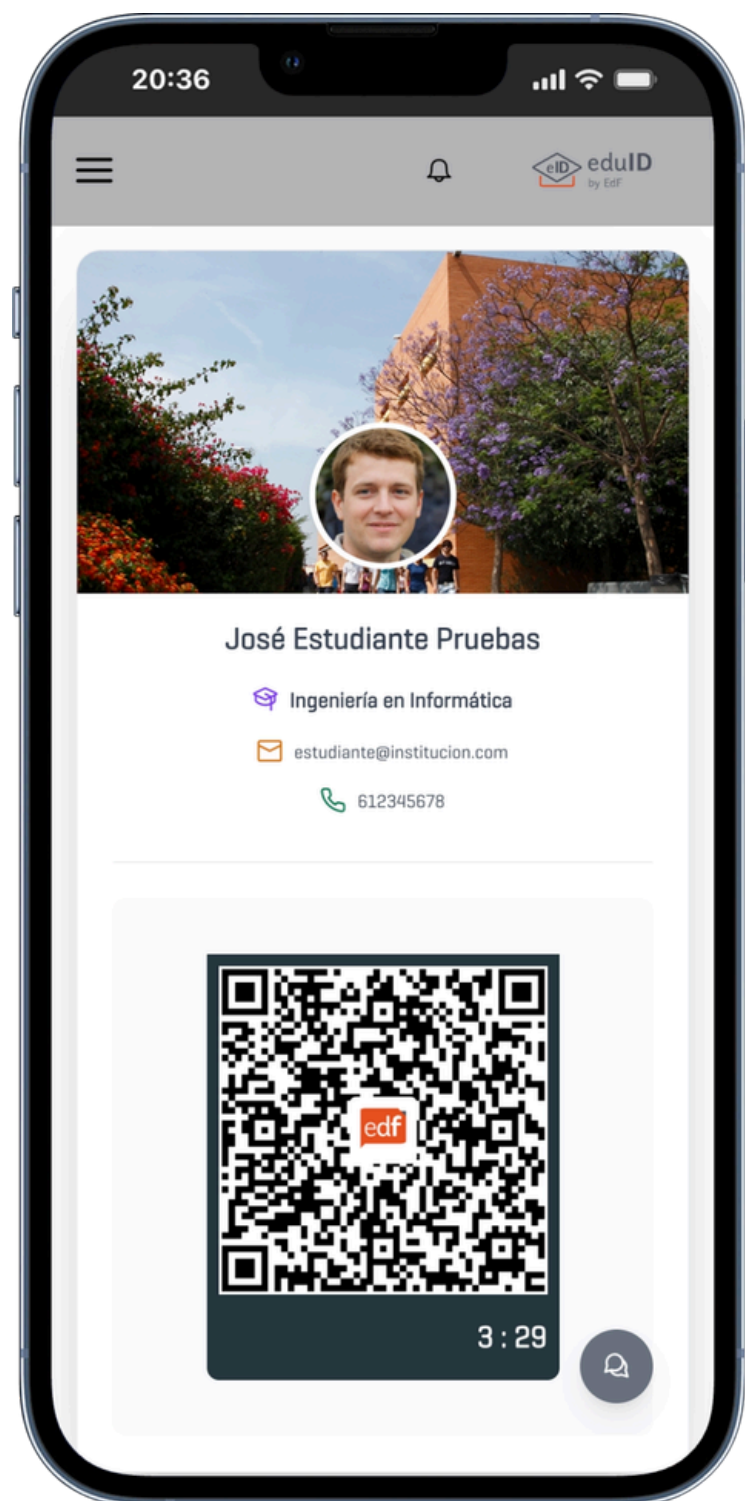 20:36
eID eduID
by EdF
José Estudiante Pruebas
Ingeniería en Informática
estudiante@institucion.com
612345678
edf
3 : 29